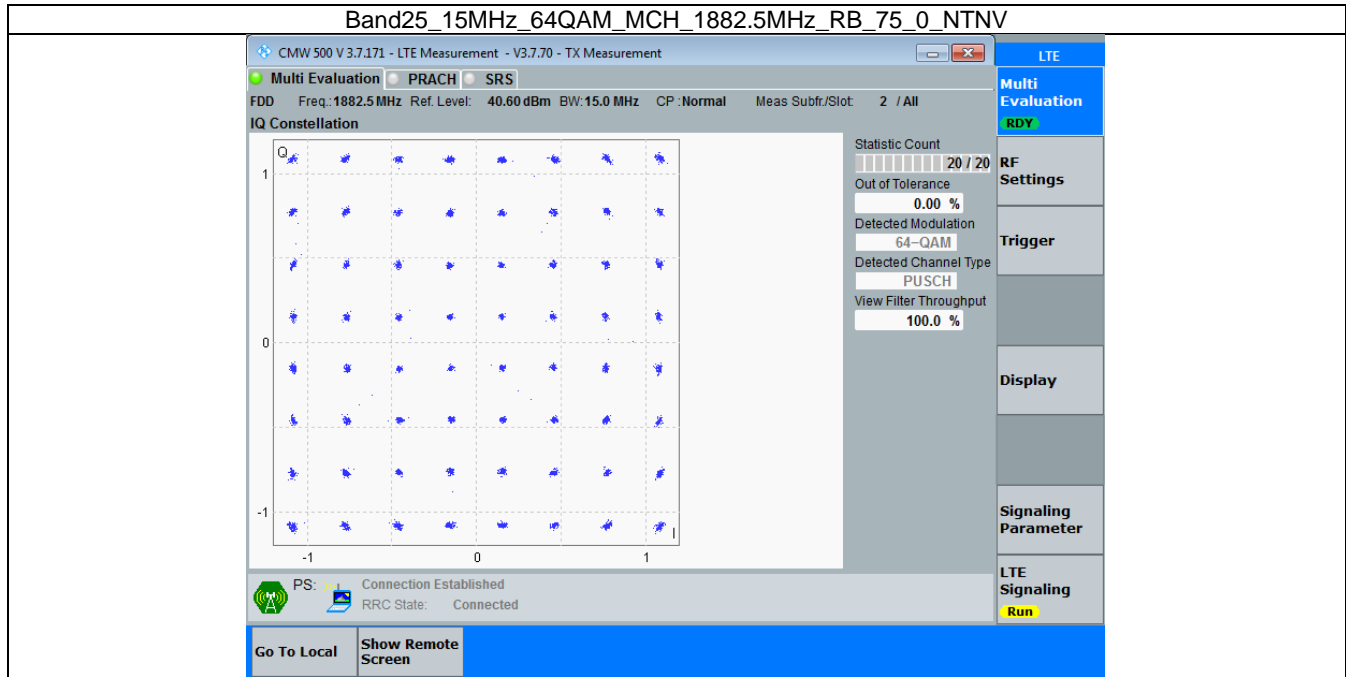 Band25_15MHz_64QAM_MCH_1882.5MHz_RB_75_0_NTNV
CMW 500 V 3.7.171 - LTE Measurement - V3.7.70 - TX Measurement
LTE
Multi Evaluation PRACH SRS
Multi
Evaluation
RDY
FDD Freq.: 1882.5 MHz Ref. Level: 40.60 dBm BW: 15.0 MHz CP : Normal Meas Subfr./Slot: 2 / All
IQ Constellation
Q
1
0
-1
-1 0 1
I
Statistic Count
20 / 20
Out of Tolerance
0.00 %
Detected Modulation
64-QAM
Detected Channel Type
PUSCH
View Filter Throughput
100.0 %
RF
Settings
Trigger
Display
Signaling
Parameter
LTE
Signaling
Run
PS: Connection Established
RRC State: Connected
Go To Local
Show Remote
Screen